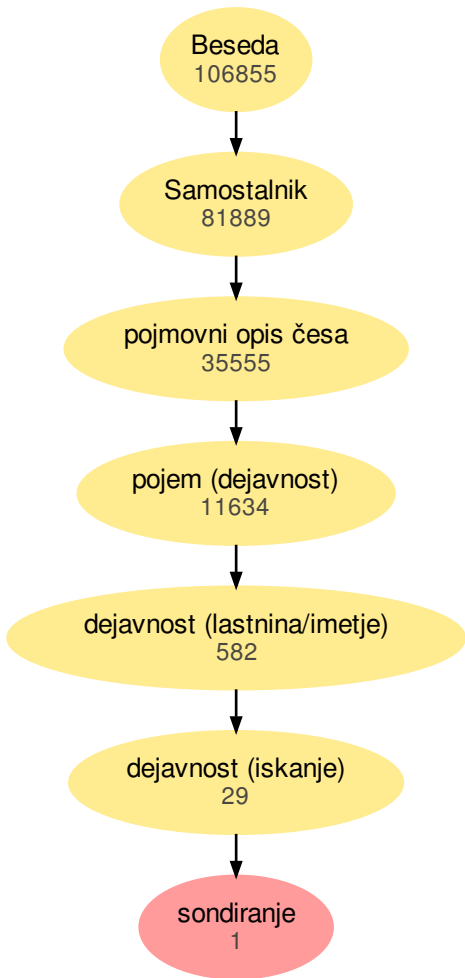 Beseda
106855
Samostalnik
81889
pojmovni opis česa
35555
pojem (dejavnost)
11634
dejavnost (lastnina/imetje)
582
dejavnost (iskanje)
29
sondiranje
1